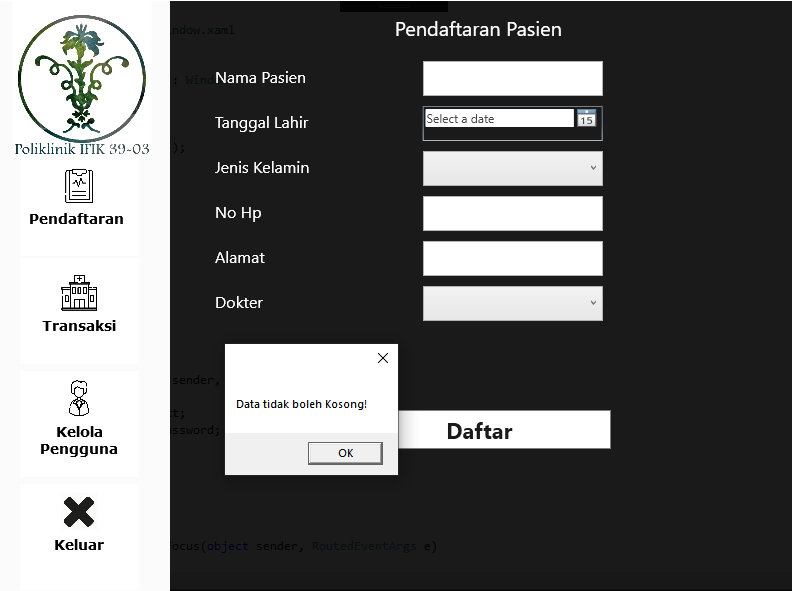 Poliklinik IFIK 39-03
Pendaftaran
Transaksi
Kelola
Pengguna
Keluar
Pendaftaran Pasien
Nama Pasien
Tanggal Lahir
Select a date
15
Jenis Kelamin
No Hp
Alamat
Dokter
Data tidak boleh Kosong!
OK
Daftar
ndow.xaml
: Wind
);
sender,
t;
ssword;
ocus(object sender, RoutedEventArgs e)